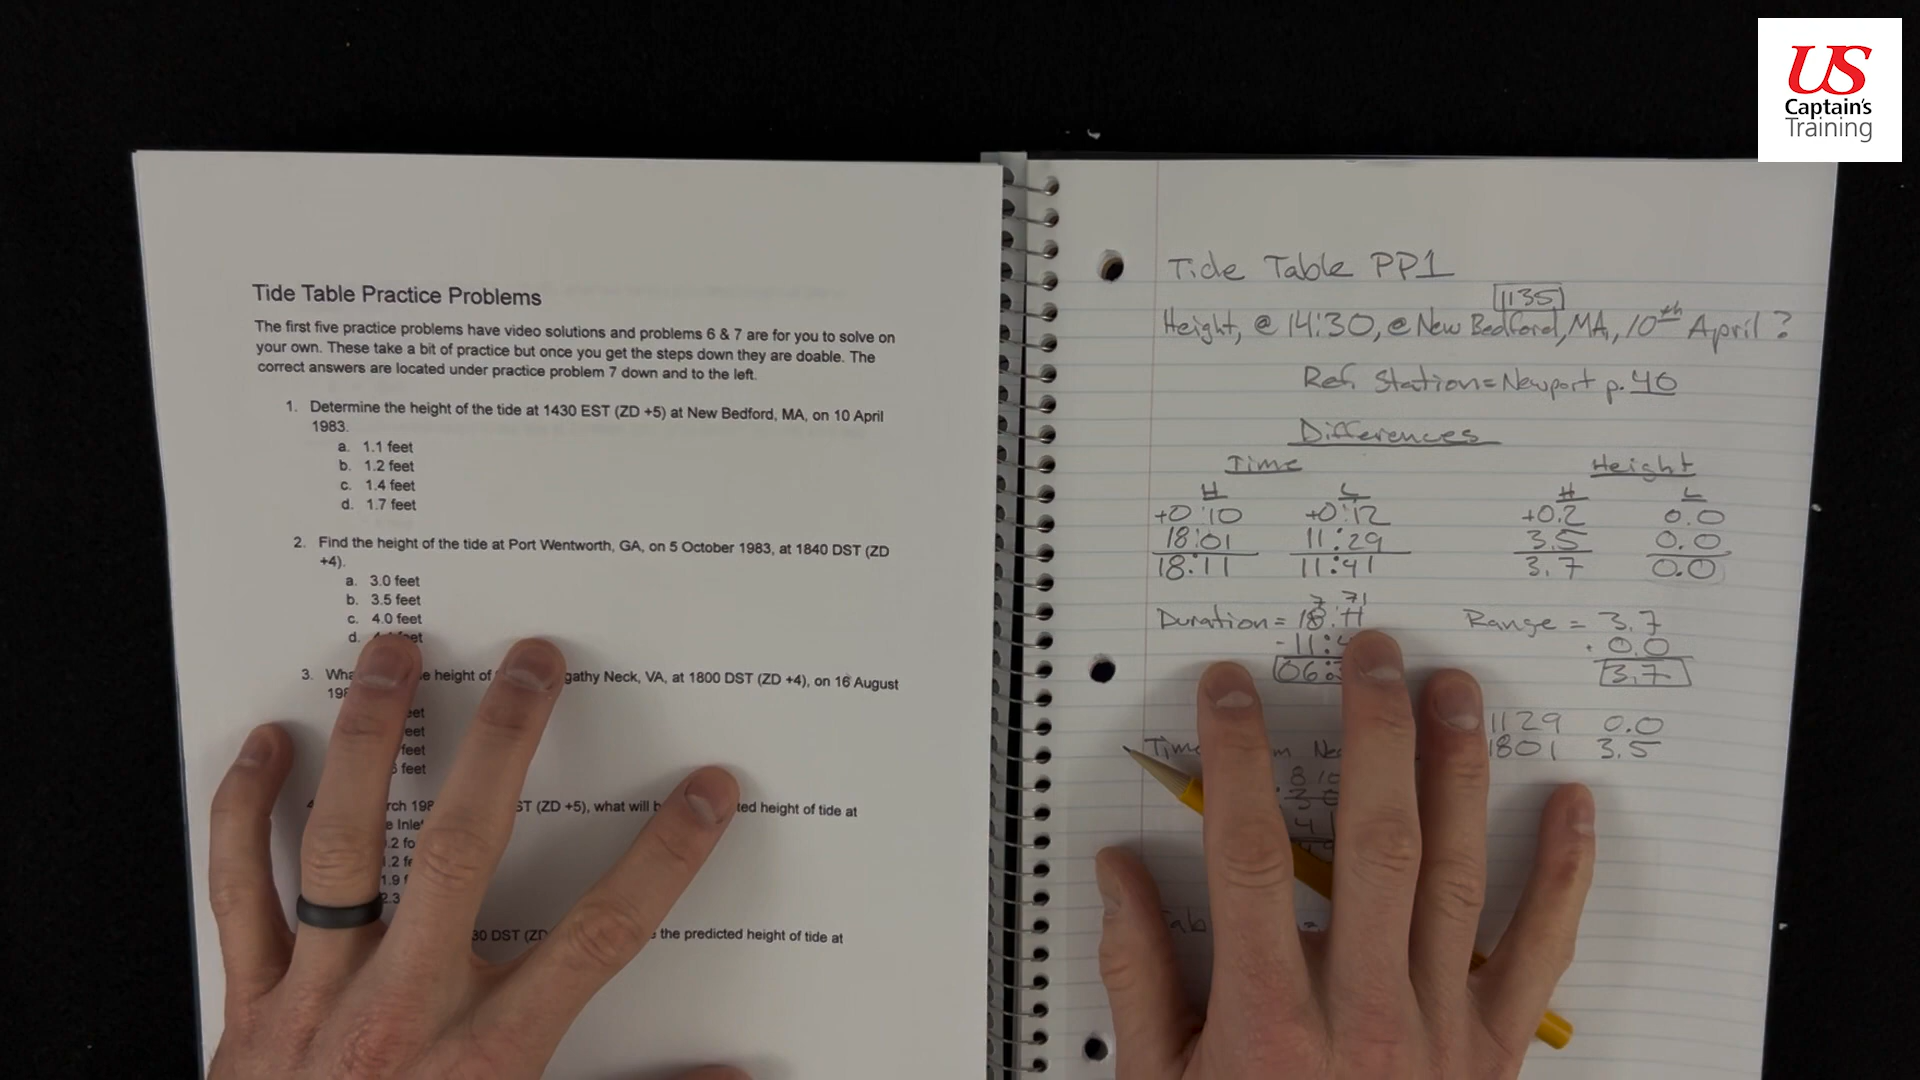 US
Captain's
Training
Tide Table Practice Problems
The first five practice problems have video solutions and problems 6 & 7 are for you to solve on
your own. These take a bit of practice but once you get the steps down they are doable. The
correct answers are located under practice problem 7 down and to the left.
1. Determine the height of the tide at 1430 EST (ZD +5) at New Bedford, MA, on 10 April
1983.
a. 1.1 feet
b. 1.2 feet
c. 1.4 feet
d. 1.7 feet
2. Find the height of the tide at Port Wentworth, GA, on 5 October 1983, at 1840 DST (ZD
+4).
a. 3.0 feet
b. 3.5 feet
c. 4.0 feet
d.
3. height of gathy Neck, VA, at 1800 DST (ZD +4), on 16 August
feet
(ZD +5), what will height of tide at
DST the predicted height of tide at
Tide Table PP1
1135
Height, @ 14:30, @ New Bedford, MA, 10th April?
Ref. Station = Newport p. 40
Differences
Time Height
H L H L
+0:10 +0:12 +0.2 0.0
18:01 11:29 3.5 0.0
18:11 11:41 3.7 0.0
7 71
Duration = 18:11 Range = 3.7
- 11: - 0.0
06: 3.7
1129 0.0
1801 3.5